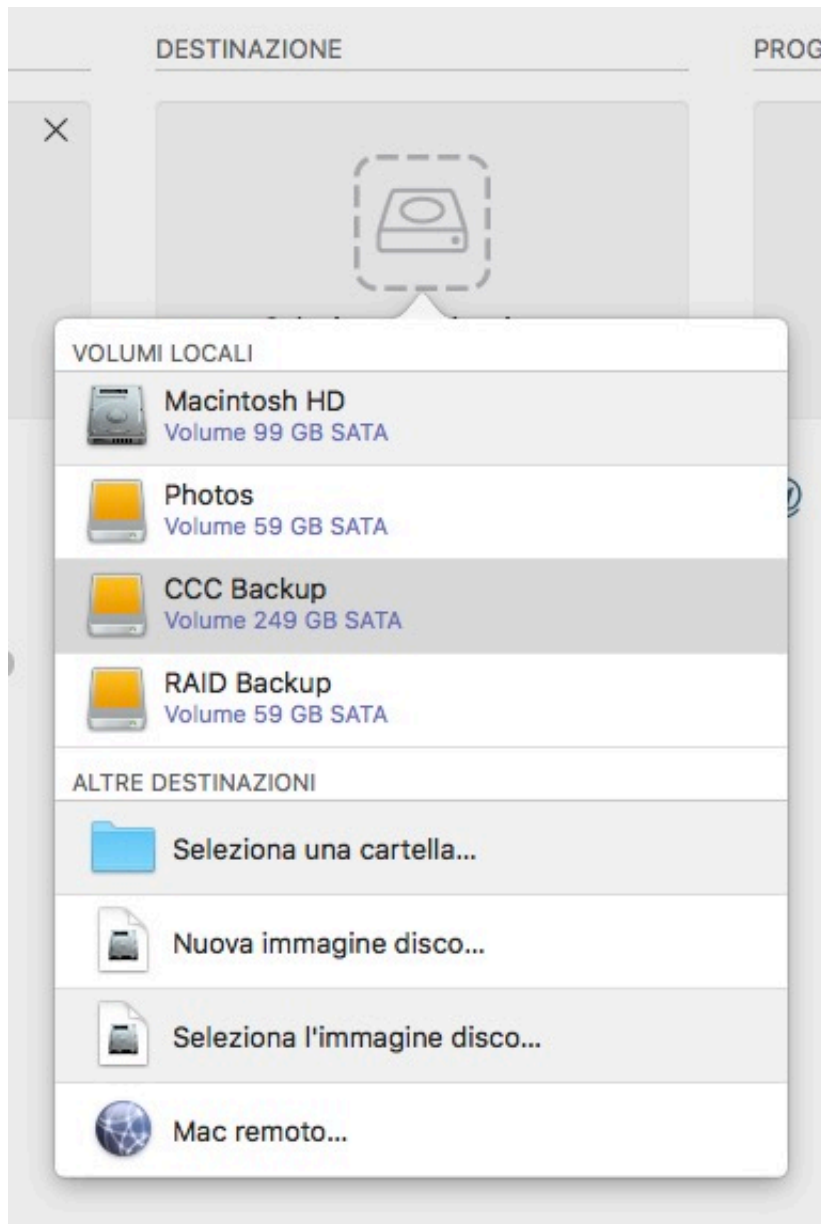 DESTINAZIONE
PROG
VOLUMI LOCALI
Macintosh HD
Volume 99 GB SATA
Photos
Volume 59 GB SATA
CCC Backup
Volume 249 GB SATA
RAID Backup
Volume 59 GB SATA
ALTRE DESTINAZIONI
Seleziona una cartella...
Nuova immagine disco...
Seleziona l'immagine disco...
Mac remoto...